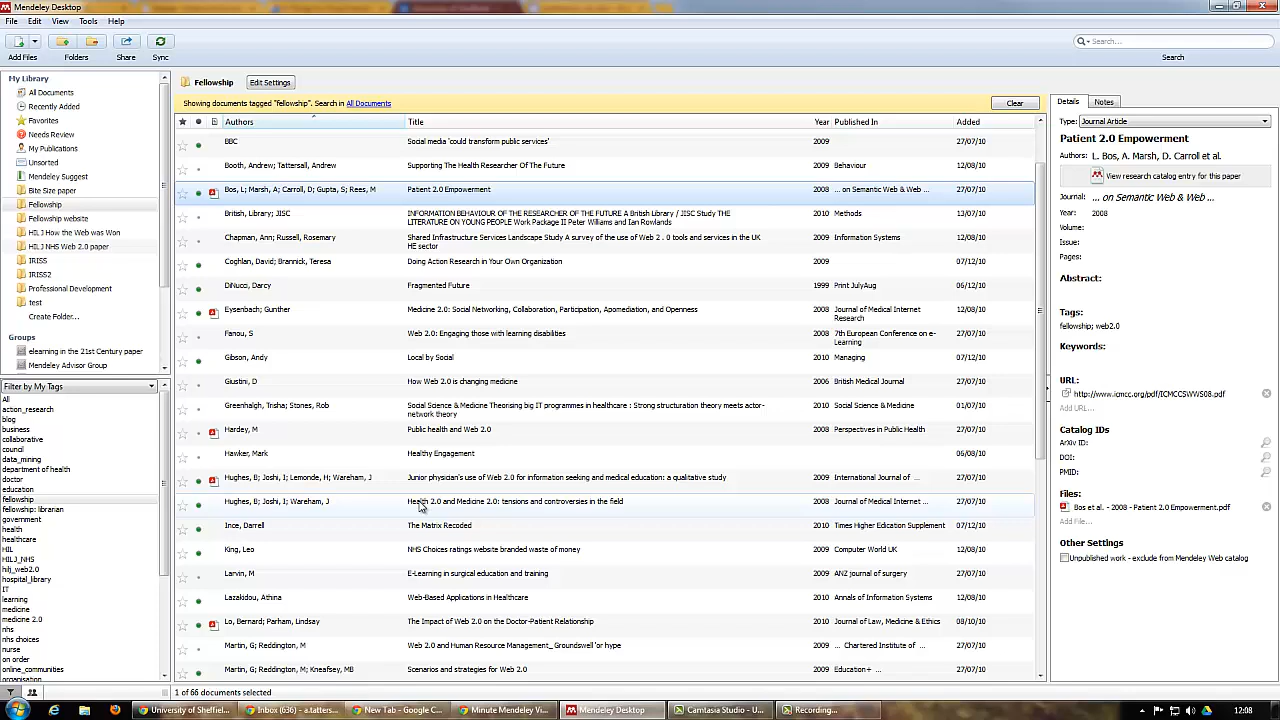 Mendeley Desktop
File Edit View Tools Help
Add Files Folders Share Sync
Search...
Search
My Library
All Documents
Recently Added
Favorites
Needs Review
My Publications
Unsorted
Mendeley Suggest
Bite Size paper
Fellowship
Fellowship website
HILJ How the Web was Won
HILJ NHS Web 2.0 paper
IRISS
IRISS2
Professional Development
test
Create Folder...
Groups
elearning in the 21st Century paper
Mendeley Advisor Group
Filter by My Tags
All
action_research
blog
business
collaborative
council
data_mining
department of health
doctor
education
fellowship
fellowship: librarian
government
health
healthcare
HIL
HILJ_NHS
hilj_web2.0
hospital_library
IT
learning
medicine
medicine 2.0
nhs
nhs choices
nurse
on order
online_communities
organisation
Fellowship Edit Settings
Showing documents tagged "fellowship". Search in All Documents Clear
Authors Title Year Published In Added
BBC Social media 'could transform public services' 2009
Booth, Andrew; Tattersall, Andrew Supporting The Health Researcher Of The Future Behaviour 12/08/10
Bos, L; Marsh, A; Carroll, D; Gupta, S; Rees, M Patient 2.0 Empowerment 2008 ... on Semantic Web & Web ... 27/07/10
British, Library; JISC INFORMATION BEHAVIOUR OF THE RESEARCHER OF THE FUTURE A British Library / JISC Study THE LITERATURE ON YOUNG PEOPLE Work Package II Peter Williams and Ian Rowlands 2010 Methods 13/07/10
Chapman, Ann; Russell, Rosemary Shared Infrastructure Services Landscape Study A survey of the use of Web 2 . 0 tools and services in the UK HE sector 2009 Information Systems 12/08/10
Coghlan, David; Brannick, Teresa Doing Action Research in Your Own Organization 2009 07/12/10
DiNucci, Darcy Fragmented Future 1999 Print JulyAug 06/12/10
Eysenbach; Gunther Medicine 2.0: Social Networking, Collaboration, Participation, Apomediation, and Openness 2008 Journal of Medical Internet Research 12/08/10
Fanou, S Web 2.0: Engaging those with learning disabilities 2008 7th European Conference on e-Learning 27/07/10
Gibson, Andy Local by Social 2010 Managing 07/12/10
Giustini, D How Web 2.0 is changing medicine 2006 British Medical Journal 27/07/10
Greenhalgh, Trisha; Stones, Rob Social Science & Medicine Theorising big IT programmes in healthcare : Strong structuration theory meets actor-network theory 2010 Social Science & Medicine 01/07/10
Hardey, M Public health and Web 2.0 2008 Perspectives in Public Health 27/07/10
Hawker, Mark Healthy Engagement 06/08/10
Hughes, B; Joshi, I; Lemonde, H; Wareham, J Junior physician's use of Web 2.0 for information seeking and medical education: a qualitative study 2009 International Journal of ... 27/07/10
Hughes, B; Joshi, I; Wareham, J Health 2.0 and Medicine 2.0: tensions and controversies in the field 2008 Journal of Medical Internet ... 27/07/10
Ince, Darrell The Matrix Recoded 2010 Times Higher Edication Supplement 07/12/10
King, Leo NHS Choices ratings website branded waste of money 2009 Computer World UK 12/08/10
Larvin, M E-Learning in surgical education and training 2009 ANZ journal of surgery 27/07/10
Lazakidou, Athina Web-Based Applications in Healthcare 2010 Annals of Information Systems 12/08/10
Lo, Bernard; Parham, Lindsay The Impact of Web 2.0 on the Doctor-Patient Relationship 2010 Journal of Law, Medicine & Ethics 08/10/10
Martin, G; Reddington, M Web 2.0 and Human Resource Management_ Groundswell 'or hype 2009 ... Chartered Institute of ... 27/07/10
Martin, G; Reddington, M; Kneafsey, MB Scenarios and strategies for Web 2.0 2009 Education+ ... 27/07/10
1 of 66 documents selected
Details Notes
Type: Journal Article
Patient 2.0 Empowerment
Authors: L. Bos, A. Marsh, D. Carroll et al.
View research catalog entry for this paper
Journal: ... on Semantic Web & Web ...
Year: 2008
Volume:
Issue:
Pages:
Abstract:
Tags:
fellowship; web2.0
Keywords:
URL:
http://www.icmcc.org/pdf/ICMCCSWWS08.pdf
Add URL...
Catalog IDs
ArXiv ID:
DOI:
PMID:
Files:
Bos et al. - 2008 - Patient 2.0 Empowerment.pdf
Add File...
Other Settings
Unpublished work - exclude from Mendeley Web catalog
University of Sheffiel... Inbox (636) - a.tatters... New Tab - Google C... Minute Mendeley Vi... Mendeley Desktop Camtasia Studio - U... Recording... 12:08